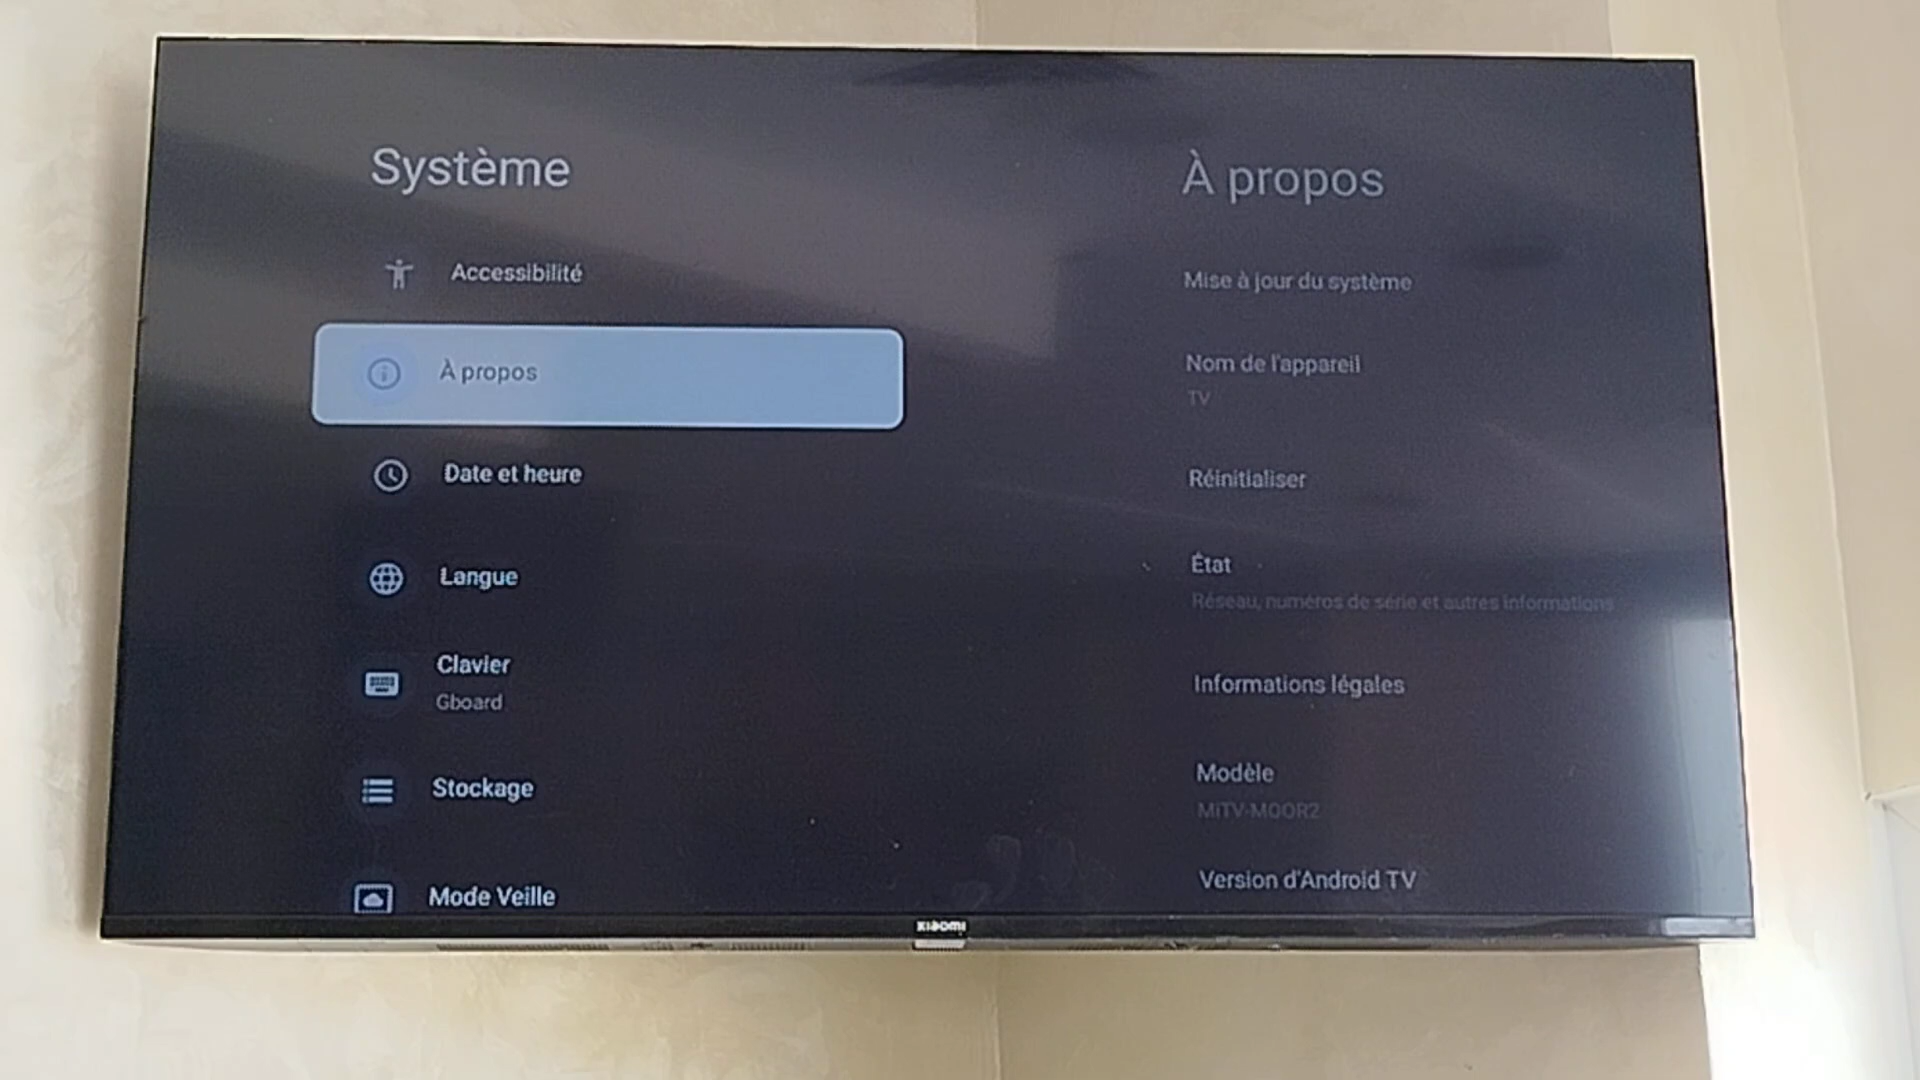 Système
Accessibilité
À propos
Date et heure
Langue
Clavier
Gboard
Stockage
Mode Veille
À propos
Mise à jour du système
Nom de l'appareil
TV
Réinitialiser
État
Réseau, numéros de série et autres informations
Informations légales
Modèle
MiTV-MOOR2
Version d'Android TV
xiaomi